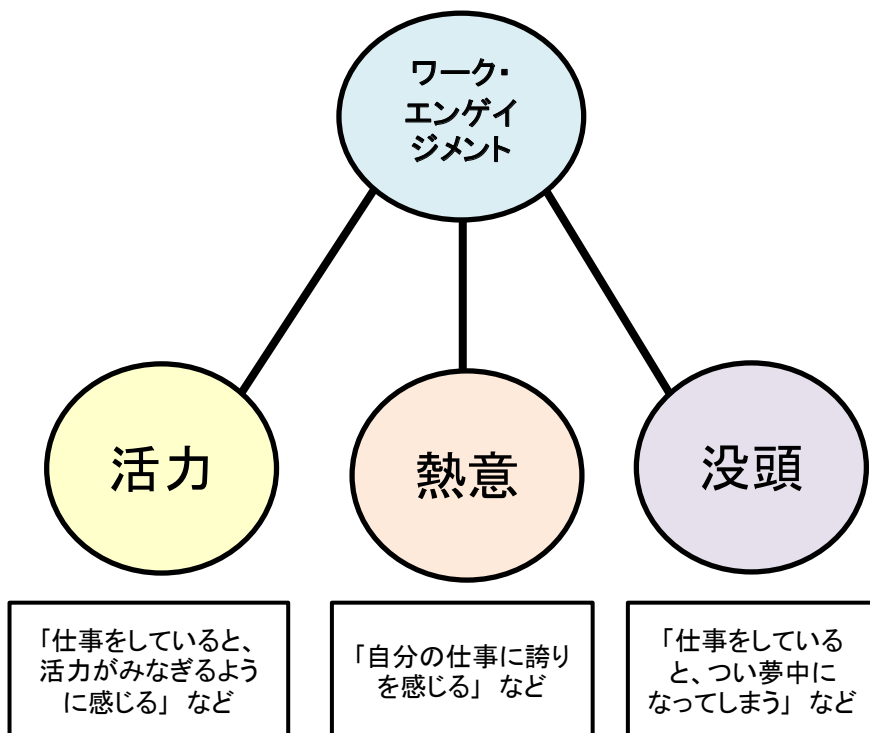 ワーク・
エンゲイ
ジメント
活力
熱意
没頭
「仕事をしていると、
活力がみなぎるよう
に感じる」 など
「自分の仕事に誇り
を感じる」 など
「仕事をしている
と、つい夢中に
なってしまう」 など